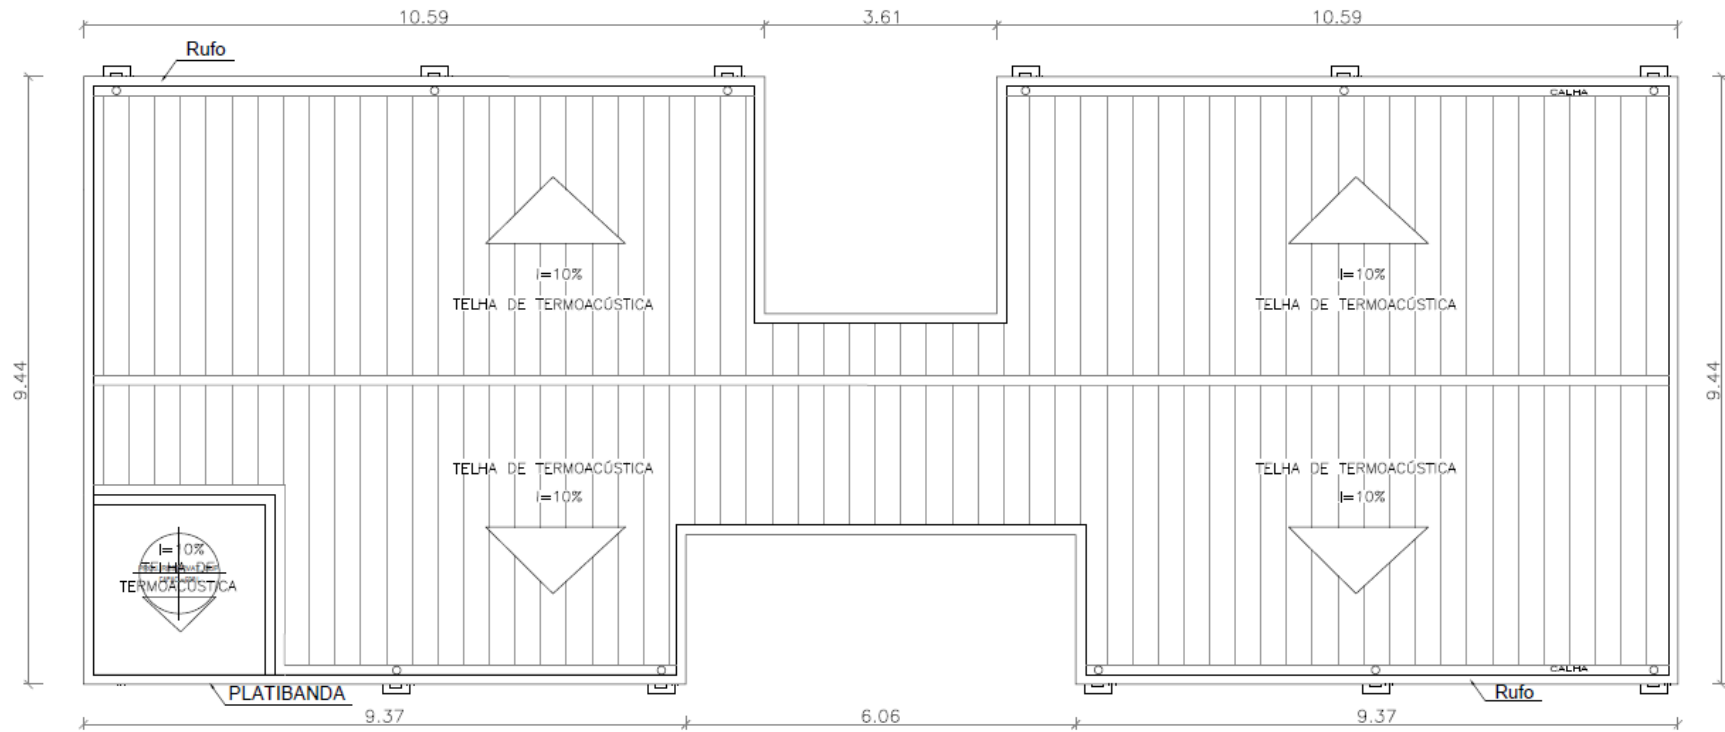 10.59
3.61
10.59
Rufo
CALHA
I=10%
TELHA DE TERMOACÚSTICA
I=10%
TELHA DE TERMOACÚSTICA
9.44
9.44
TELHA DE TERMOACÚSTICA
I=10%
TELHA DE TERMOACÚSTICA
I=10%
I=10%
TELHA DE
TERMOACÚSTICA
CALHA
PLATIBANDA
Rufo
9.37
6.06
9.37